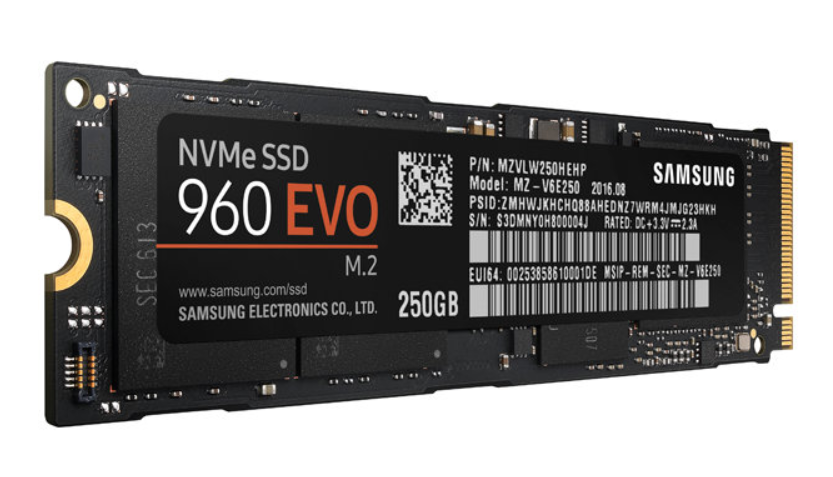 NVMe SSD
960 EVO
M.2
www.samsung.com/ssd
SAMSUNG ELECTRONICS CO., LTD.
250GB
P/N: MZVLW250HEHP
Model: MZ-V6E250 2016.08
PSID:ZMHWJKHCHQ88AHEDNZ7WRM4JMJG23HKH
S/N: S3DMNY0H800004J RATED: DC+3.3V⎓2.3A
EUI64: 00253858610001DE MSIP-REM-SEC-MZ-V6E250
SAMSUNG
SEC 613
507